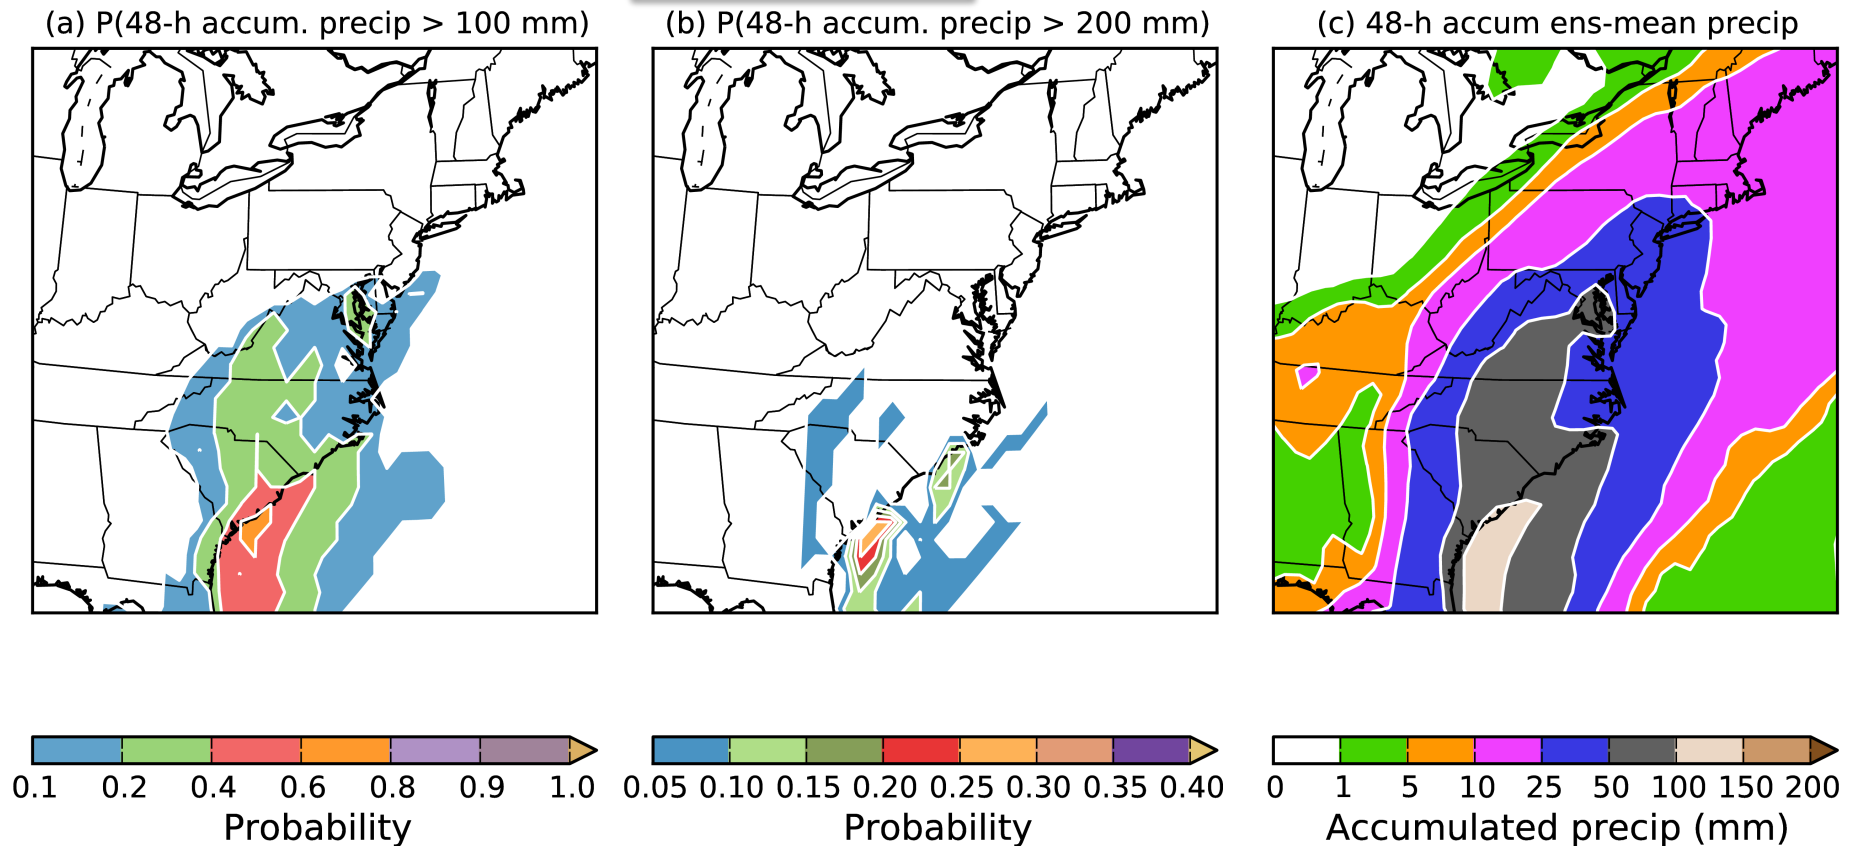 (a) P(48-h accum. precip > 100 mm)
(b) P(48-h accum. precip > 200 mm)
(c) 48-h accum ens-mean precip
0.1 0.2 0.4 0.6 0.8 0.9 1.0
Probability
0.05 0.10 0.15 0.20 0.25 0.30 0.35 0.40
Probability
0 1 5 10 25 50 100 150 200
Accumulated precip (mm)